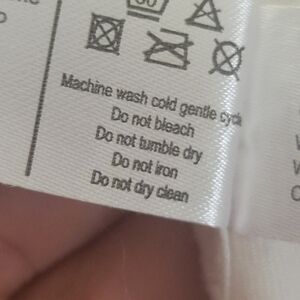 30
Machine wash cold gentle cycle
Do not bleach
Do not tumble dry
Do not iron
Do not dry clean